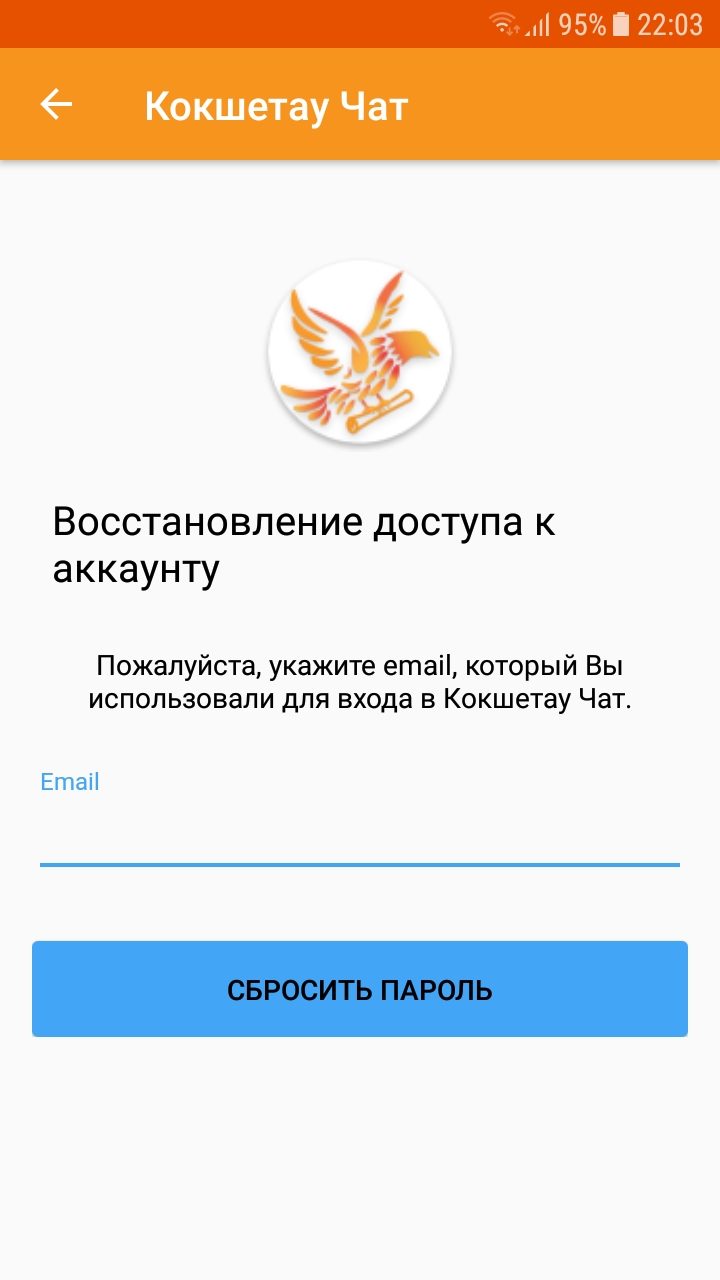 95% 22:03
Кокшетау Чат
Восстановление доступа к
аккаунту
Пожалуйста, укажите email, который Вы
использовали для входа в Кокшетау Чат.
Email
СБРОСИТЬ ПАРОЛЬ